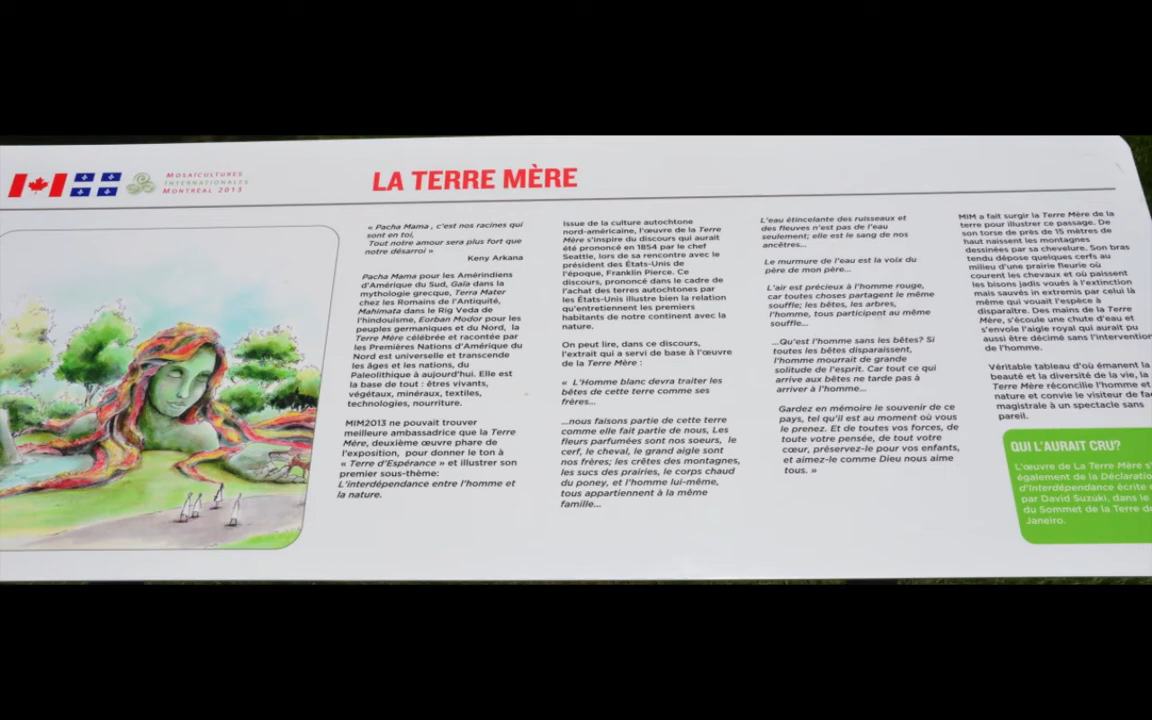 MOSAÏCULTURES
INTERNATIONALES
MONTRÉAL 2013
LA TERRE MÈRE
« Pacha Mama , c'est nos racines qui
sont en toi,
Tout notre amour sera plus fort que
notre désarroi »
Keny Arkana
Pacha Mama pour les Amérindiens
d'Amérique du Sud, Gaïa dans la
mythologie grecque, Terra Mater
chez les Romains de l'Antiquité,
Mahimata dans le Rig Veda de
l'hindouisme, Eorban Modor pour les
peuples germaniques et du Nord, la
Terre Mère célébrée et racontée par
les Premières Nations d'Amérique du
Nord est universelle et transcende
les âges et les nations, du
Paléolithique à aujourd'hui. Elle est
la base de tout : êtres vivants,
végétaux, minéraux, textiles,
technologies, nourriture.
MIM2013 ne pouvait trouver
meilleure ambassadrice que la Terre
Mère, deuxième œuvre phare de
l'exposition, pour donner le ton à
« Terre d'Espérance » et illustrer son
premier sous-thème:
L'interdépendance entre l'homme et
la nature.
Issue de la culture autochtone
nord-américaine, l'œuvre de la Terre
Mère s'inspire du discours qui aurait
été prononcé en 1854 par le chef
Seattle, lors de sa rencontre avec le
président des États-Unis de
l'époque, Franklin Pierce. Ce
discours, prononcé dans le cadre de
l'achat des terres autochtones par
les États-Unis illustre bien la relation
qu'entretiennent les premiers
habitants de notre continent avec la
nature.
On peut lire, dans ce discours,
l'extrait qui a servi de base à l'œuvre
de la Terre Mère :
« L'Homme blanc devra traiter les
bêtes de cette terre comme ses
frères...
...nous faisons partie de cette terre
comme elle fait partie de nous, Les
fleurs parfumées sont nos soeurs, le
cerf, le cheval, le grand aigle sont
nos frères; les crêtes des montagnes,
les sucs des prairies, le corps chaud
du poney, et l'homme lui-même,
tous appartiennent à la même
famille...
L'eau étincelante des ruisseaux et
des fleuves n'est pas de l'eau
seulement; elle est le sang de nos
ancêtres...
Le murmure de l'eau est la voix du
père de mon père...
L'air est précieux à l'homme rouge,
car toutes choses partagent le même
souffle; les bêtes, les arbres,
l'homme, tous participent au même
souffle...
...Qu'est l'homme sans les bêtes? Si
toutes les bêtes disparaissent,
l'homme mourrait de grande
solitude de l'esprit. Car tout ce qui
arrive aux bêtes ne tarde pas à
arriver à l'homme...
Gardez en mémoire le souvenir de ce
pays, tel qu'il est au moment où vous
le prenez. Et de toutes vos forces, de
toute votre pensée, de tout votre
cœur, préservez-le pour vos enfants,
et aimez-le comme Dieu nous aime
tous. »
MIM a fait surgir la Terre Mère de la
terre pour illustrer ce passage. De
son torse de près de 15 mètres de
haut naissent les montagnes
dessinées par sa chevelure. Son bras
tendu dépose quelques cerfs au
milieu d'une prairie fleurie où
courent les chevaux et où paissent
les bisons jadis voués à l'extinction
mais sauvés in extremis par celui là
même qui vouait l'espèce à
disparaître. Des mains de la Terre
Mère, s'écoule une chute d'eau et
s'envole l'aigle royal qui aurait pu
aussi être décimé sans l'intervention
de l'homme.
Véritable tableau d'où émanent la
beauté et la diversité de la vie, la
Terre Mère réconcilie l'homme et
nature et convie le visiteur de
magistrale à un spectacle sans
pareil.
QUI L'AURAIT CRU?
L'œuvre de La Terre Mère
également de la
d'Interdépendance écrite
par David Suzuki, dans le
du Sommet de la Terre
Janeiro.